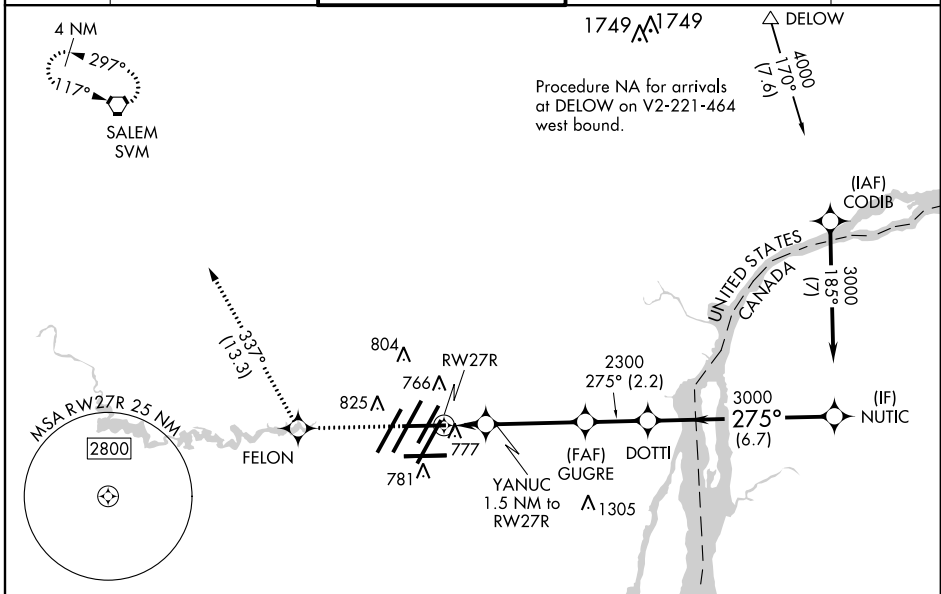 4 NM
297°
117°
SALEM
SVM
1749
1749
DELOW
4000
170°
(7.6)
Procedure NA for arrivals
at DELOW on V2-221-464
west bound.
(IAF)
CODIB
UNITED STATES
CANADA
3000
185°
(7)
337°
(13.3)
804
RW27R
766
825
2300
275° (2.2)
3000
275°
(6.7)
(IF)
NUTIC
MSA RW27R 25 NM
2800
FELON
777
781
YANUC
1.5 NM to
RW27R
(FAF)
GUGRE
DOTTI
1305